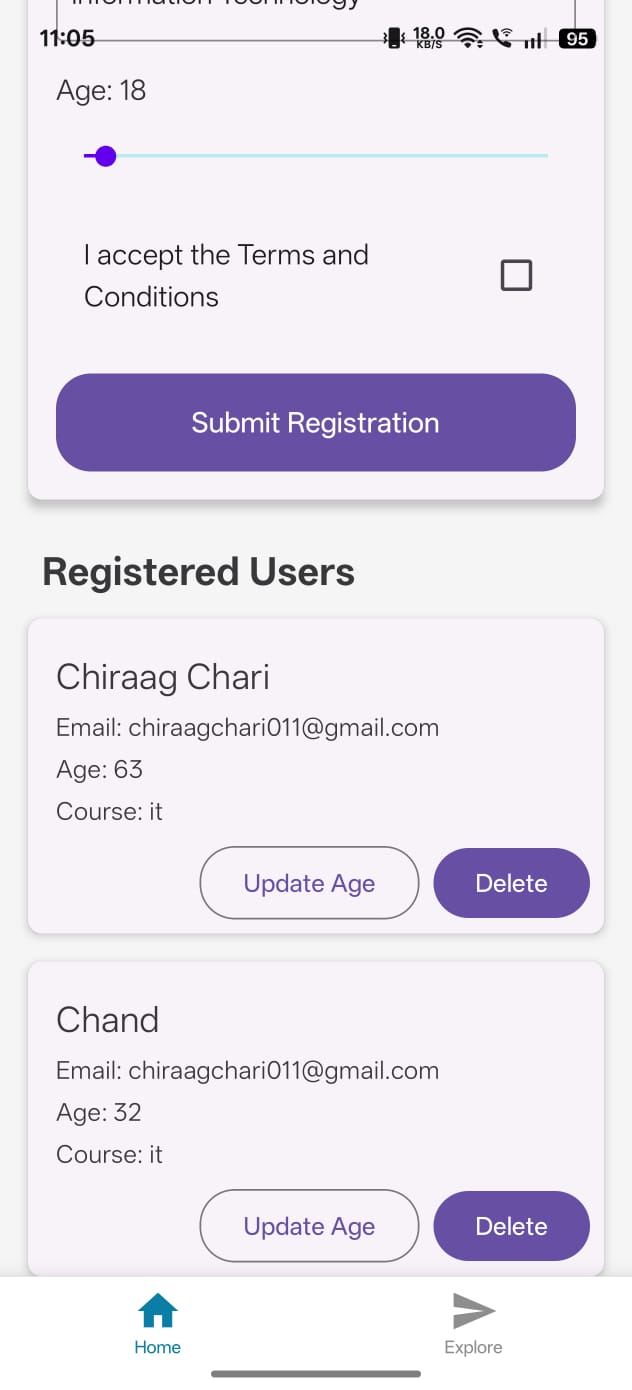 Information Technology
11:05
18.0
KB/S
95
Age: 18
I accept the Terms and
Conditions
Submit Registration
Registered Users
Chiraag Chari
Email: chiraagchari011@gmail.com
Age: 63
Course: it
Update Age
Delete
Chand
Email: chiraagchari011@gmail.com
Age: 32
Course: it
Update Age
Delete
Home
Explore